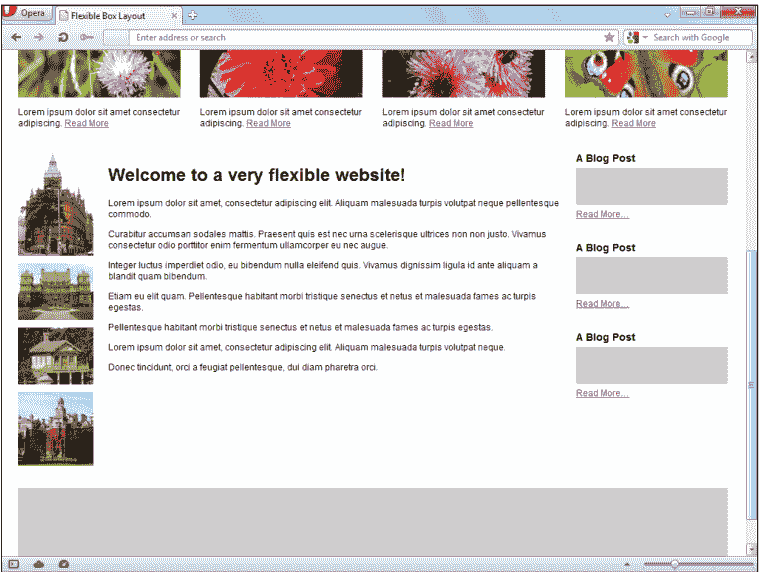 Opera
Flexible Box Layout
Enter address or search
Search with Google
Lorem ipsum dolor sit amet consectetur
adipiscing. Read More
Lorem ipsum dolor sit amet consectetur
adipiscing. Read More
Lorem ipsum dolor sit amet consectetur
adipiscing. Read More
Lorem ipsum dolor sit amet consectetur
adipiscing. Read More
Welcome to a very flexible website!
Lorem ipsum dolor sit amet, consectetur adipiscing elit. Aliquam malesuada turpis volutpat neque pellentesque
commodo.
Curabitur accumsan sodales mattis. Praesent quis est nec urna scelerisque ultrices non non justo. Vivamus
consectetur odio porttitor enim fermentum ullamcorper eu nec augue.
Integer luctus imperdiet odio, eu bibendum nulla eleifend quis. Vivamus dignissim ligula id ante aliquam a
blandit quam bibendum.
Etiam eu elit quam. Pellentesque habitant morbi tristique senectus et netus et malesuada fames ac turpis
egestas.
Pellentesque habitant morbi tristique senectus et netus et malesuada fames ac turpis egestas.
Lorem ipsum dolor sit amet, consectetur adipiscing elit. Aliquam malesuada turpis volutpat neque.
Donec tincidunt, orci a feugiat pellentesque, dui diam pharetra orci.
A Blog Post
Read More...
A Blog Post
Read More...
A Blog Post
Read More...